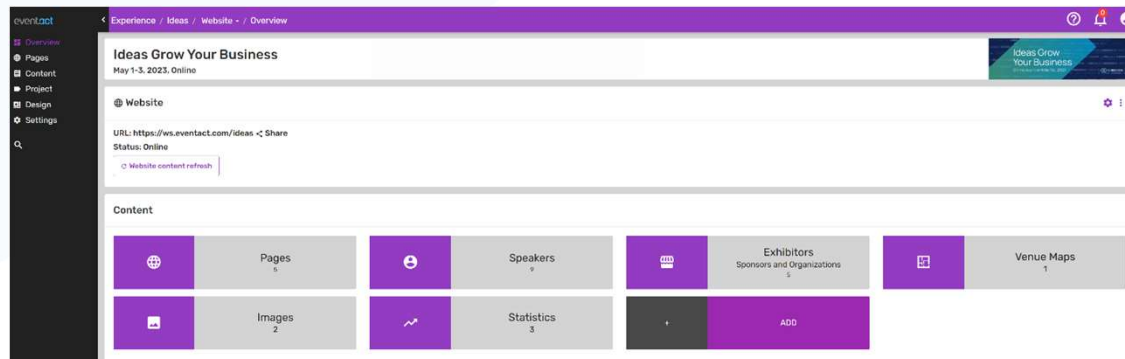 eventact
Experience / Ideas / Website / Overview
0
Overview
Pages
Content
Project
Design
Settings
Ideas Grow Your Business
May 1-3, 2023, Online
Ideas Grow
Your Business
Website
URL: https://ws.eventact.com/ideas Share
Status: Online
Website content refresh
Content
Pages
5
Speakers
9
Exhibitors
Sponsors and Organizations
5
Venue Maps
1
Images
2
Statistics
3
+
ADD